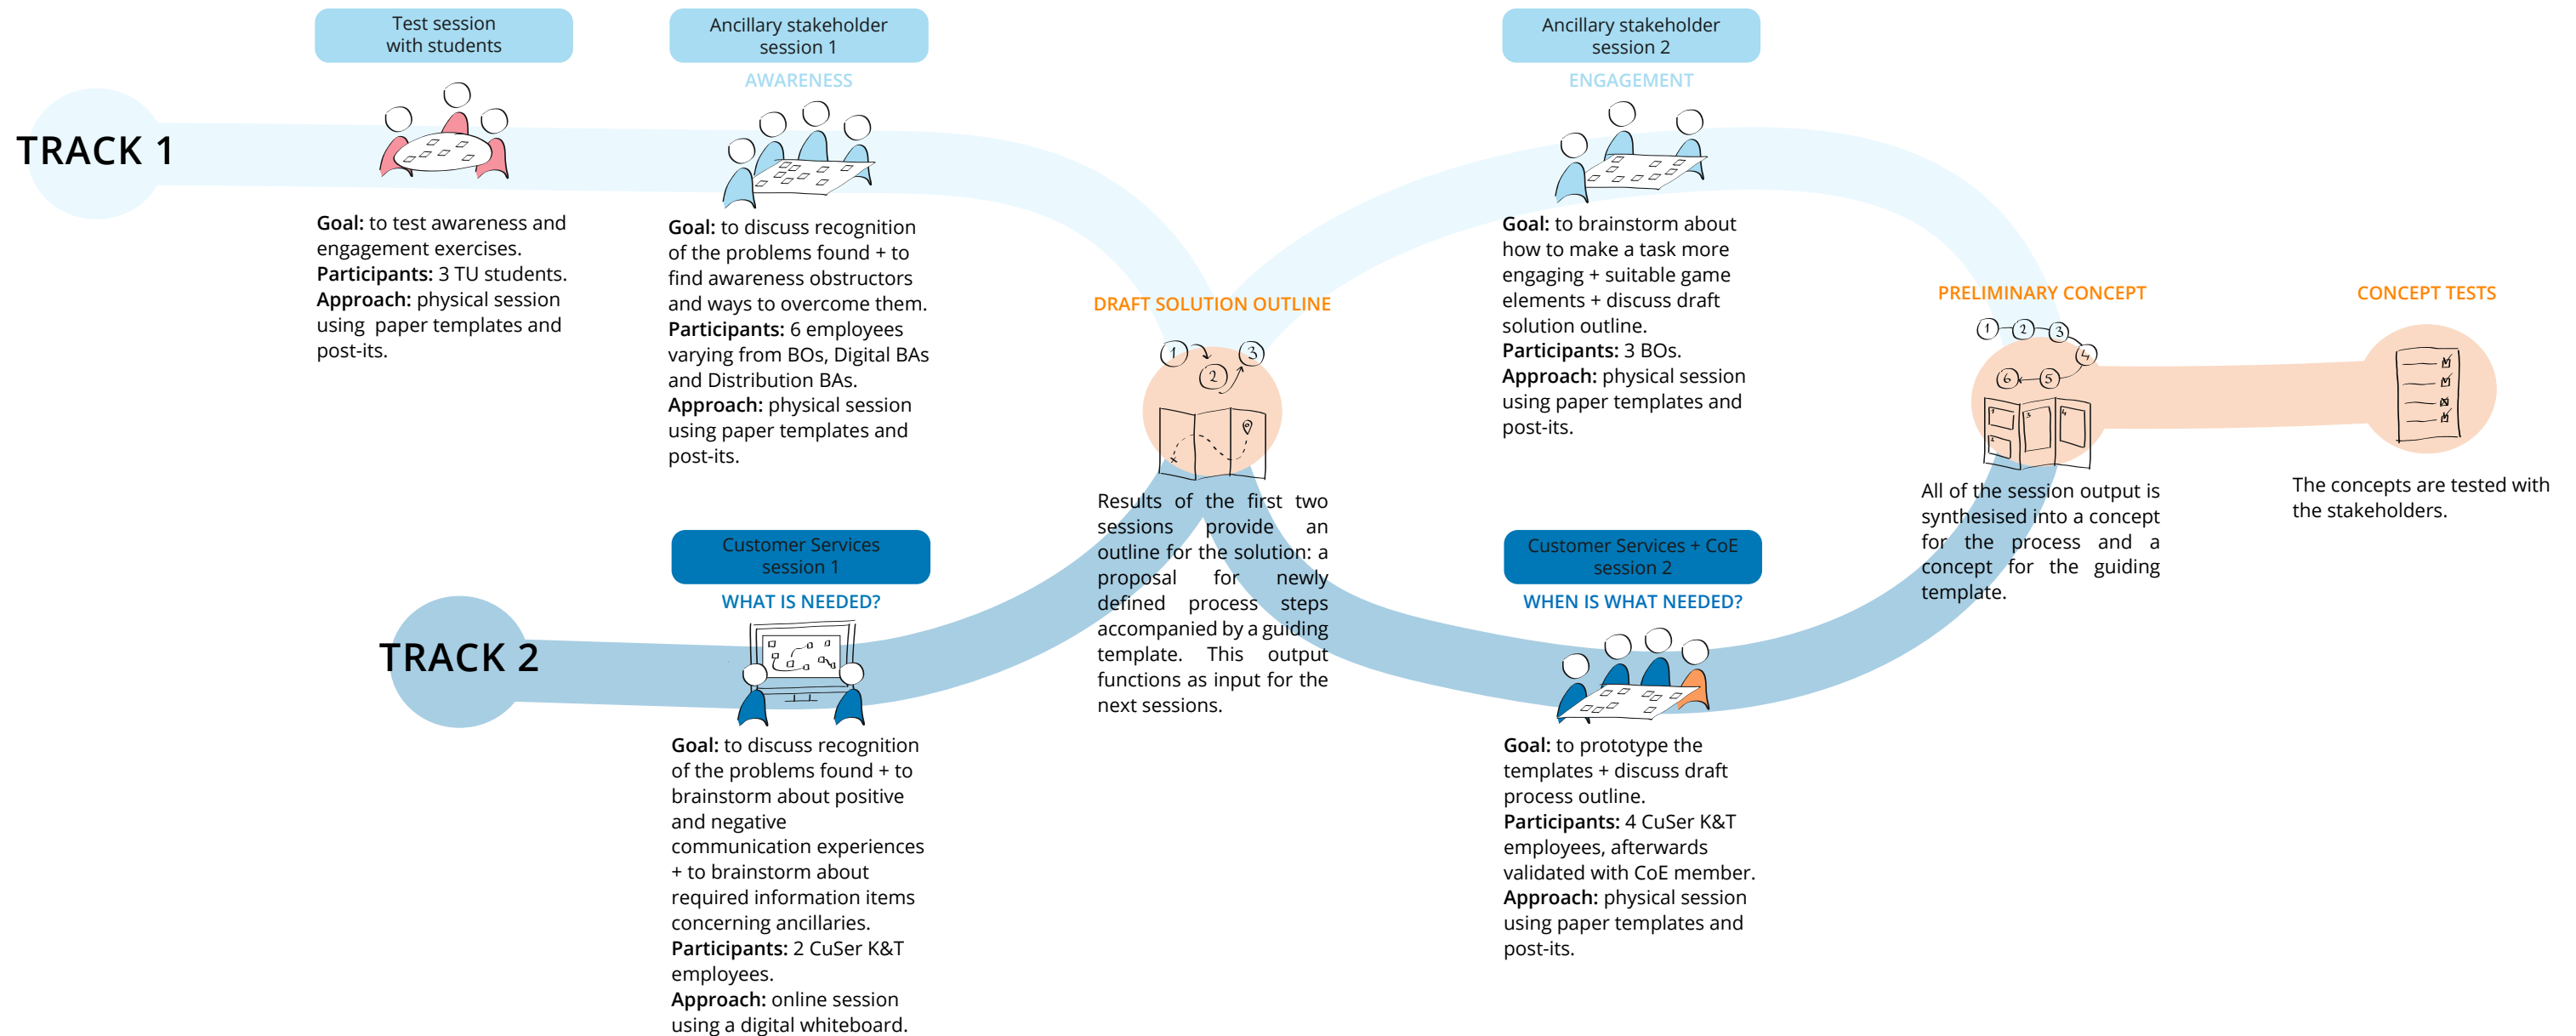 TRACK 1
Test session
with students
Goal: to test awareness and
engagement exercises.
Participants: 3 TU students.
Approach: physical session
using paper templates and
post-its.
Ancillary stakeholder
session 1
AWARENESS
Goal: to discuss recognition
of the problems found + to
find awareness obstructors
and ways to overcome them.
Participants: 6 employees
varying from BOs, Digital BAs
and Distribution BAs.
Approach: physical session
using paper templates and
post-its.
TRACK 2
Customer Services
session 1
WHAT IS NEEDED?
Goal: to discuss recognition
of the problems found + to
brainstorm about positive
and negative
communication experiences
+ to brainstorm about
required information items
concerning ancillaries.
Participants: 2 CuSer K&T
employees.
Approach: online session
using a digital whiteboard.
DRAFT SOLUTION OUTLINE
1
3
2
Results of the first two
sessions provide an
outline for the solution: a
proposal for newly
defined process steps
accompanied by a guiding
template. This output
functions as input for the
next sessions.
Ancillary stakeholder
session 2
ENGAGEMENT
Goal: to brainstorm about
how to make a task more
engaging + suitable game
elements + discuss draft
solution outline.
Participants: 3 BOs.
Approach: physical session
using paper templates and
post-its.
Customer Services + CoE
session 2
WHEN IS WHAT NEEDED?
Goal: to prototype the
templates + discuss draft
process outline.
Participants: 4 CuSer K&T
employees, afterwards
validated with CoE member.
Approach: physical session
using paper templates and
post-its.
PRELIMINARY CONCEPT
1 2 3
4
6 5
All of the session output is
synthesised into a concept
for the process and a
concept for the guiding
template.
CONCEPT TESTS
The concepts are tested with
the stakeholders.